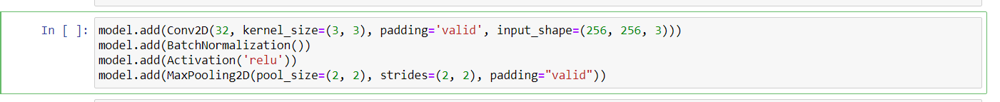 In [ ]: model.add(Conv2D(32, kernel_size=(3, 3), padding='valid', input_shape=(256, 256, 3)))
model.add(BatchNormalization())
model.add(Activation('relu'))
model.add(MaxPooling2D(pool_size=(2, 2), strides=(2, 2), padding="valid"))